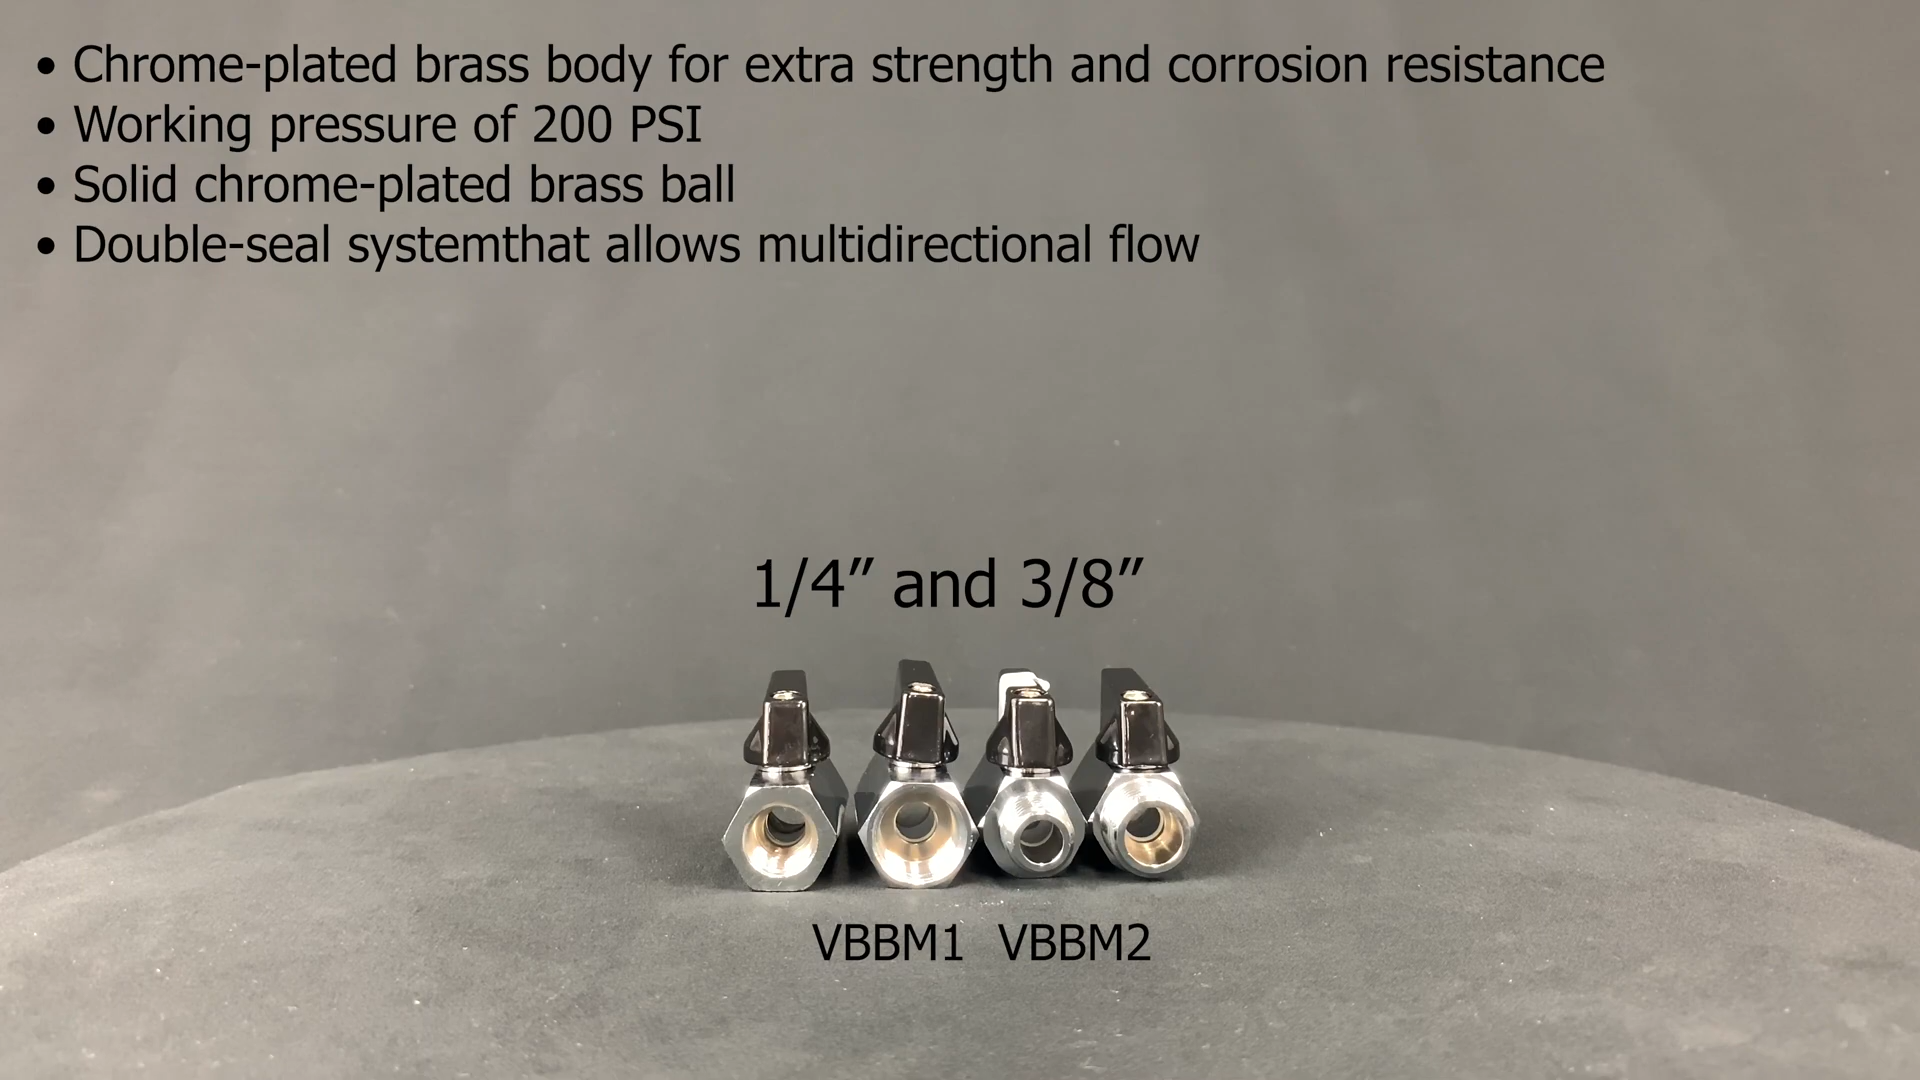 • Chrome-plated brass body for extra strength and corrosion resistance
• Working pressure of 200 PSI
• Solid chrome-plated brass ball
• Double-seal systemthat allows multidirectional flow
1/4” and 3/8”
VBBM1 VBBM2